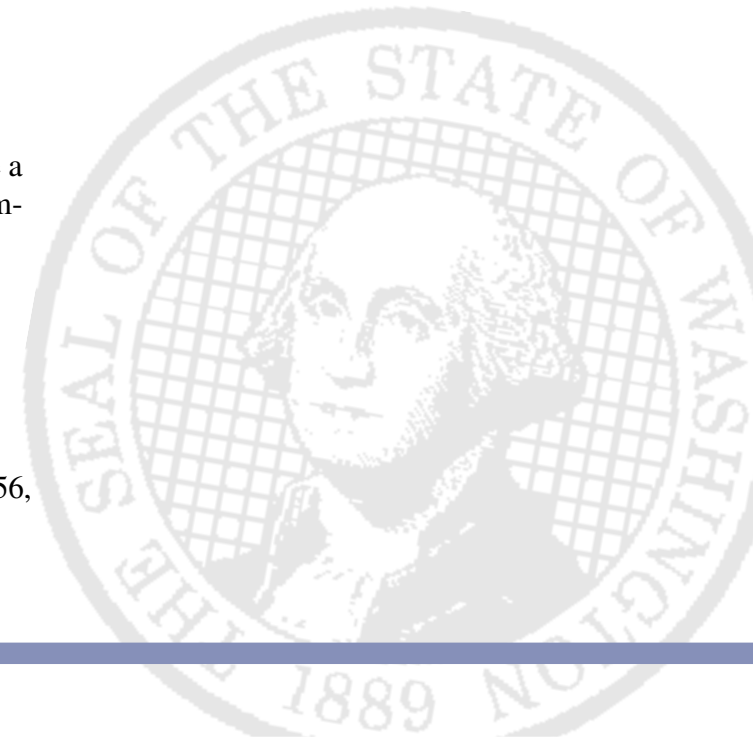 a
m-
56,
THE SEAL OF THE STATE OF WASHINGTON
1889